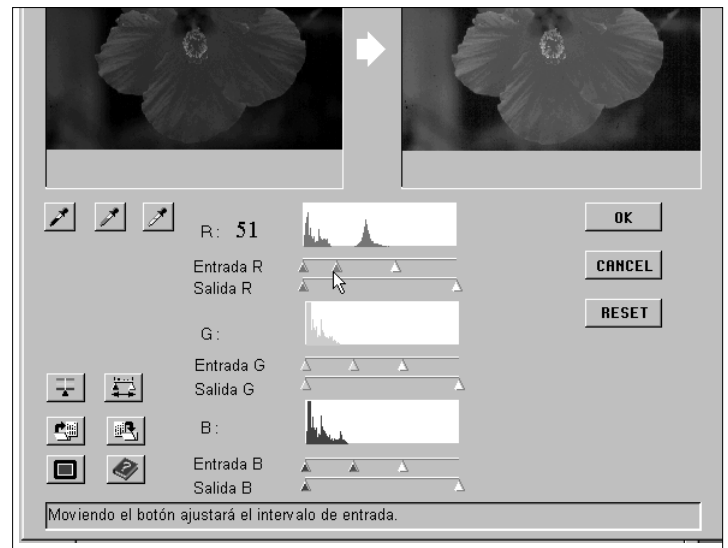 R: 51
OK
Entrada R
CANCEL
Salida R
RESET
G:
Entrada G
Salida G
B:
Entrada B
Salida B
Moviendo el botón ajustará el intervalo de entrada.